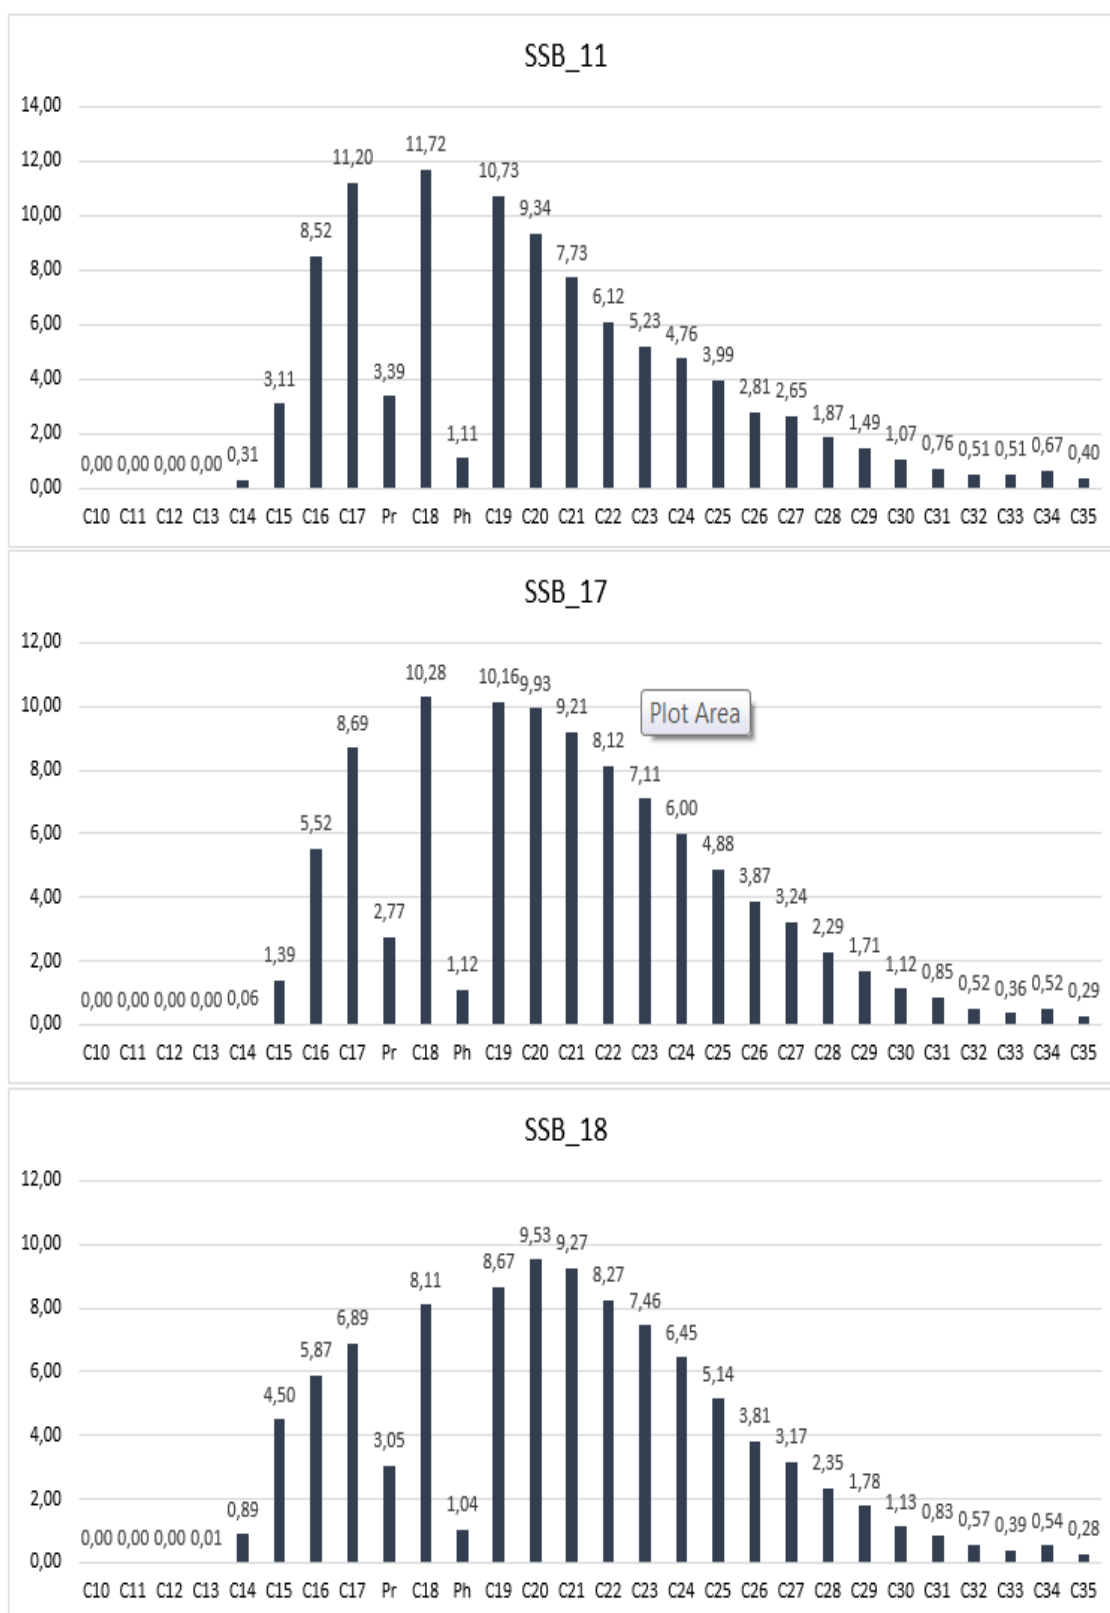 SSB_11
14,00
12,00
10,00
8,00
6,00
4,00
2,00
0,00
0,00 0,00 0,00 0,00 0,31 3,11 8,52 11,20 3,39 11,72 1,11 10,73 9,34 7,73 6,12 5,23 4,76 3,99 2,81 2,65 1,87 1,49 1,07 0,76 0,51 0,51 0,67 0,40
C10 C11 C12 C13 C14 C15 C16 C17 Pr C18 Ph C19 C20 C21 C22 C23 C24 C25 C26 C27 C28 C29 C30 C31 C32 C33 C34 C35
SSB_17
12,00
10,00
8,00
6,00
4,00
2,00
0,00
0,00 0,00 0,00 0,00 0,06 1,39 5,52 8,69 2,77 10,28 1,12 10,16 9,93 9,21 8,12 7,11 6,00 4,88 3,87 3,24 2,29 1,71 1,12 0,85 0,52 0,36 0,52 0,29
Plot Area
C10 C11 C12 C13 C14 C15 C16 C17 Pr C18 Ph C19 C20 C21 C22 C23 C24 C25 C26 C27 C28 C29 C30 C31 C32 C33 C34 C35
SSB_18
12,00
10,00
8,00
6,00
4,00
2,00
0,00
0,00 0,00 0,00 0,01 0,89 4,50 5,87 6,89 3,05 8,11 1,04 8,67 9,53 9,27 8,27 7,46 6,45 5,14 3,81 3,17 2,35 1,78 1,13 0,83 0,57 0,39 0,54 0,28
C10 C11 C12 C13 C14 C15 C16 C17 Pr C18 Ph C19 C20 C21 C22 C23 C24 C25 C26 C27 C28 C29 C30 C31 C32 C33 C34 C35